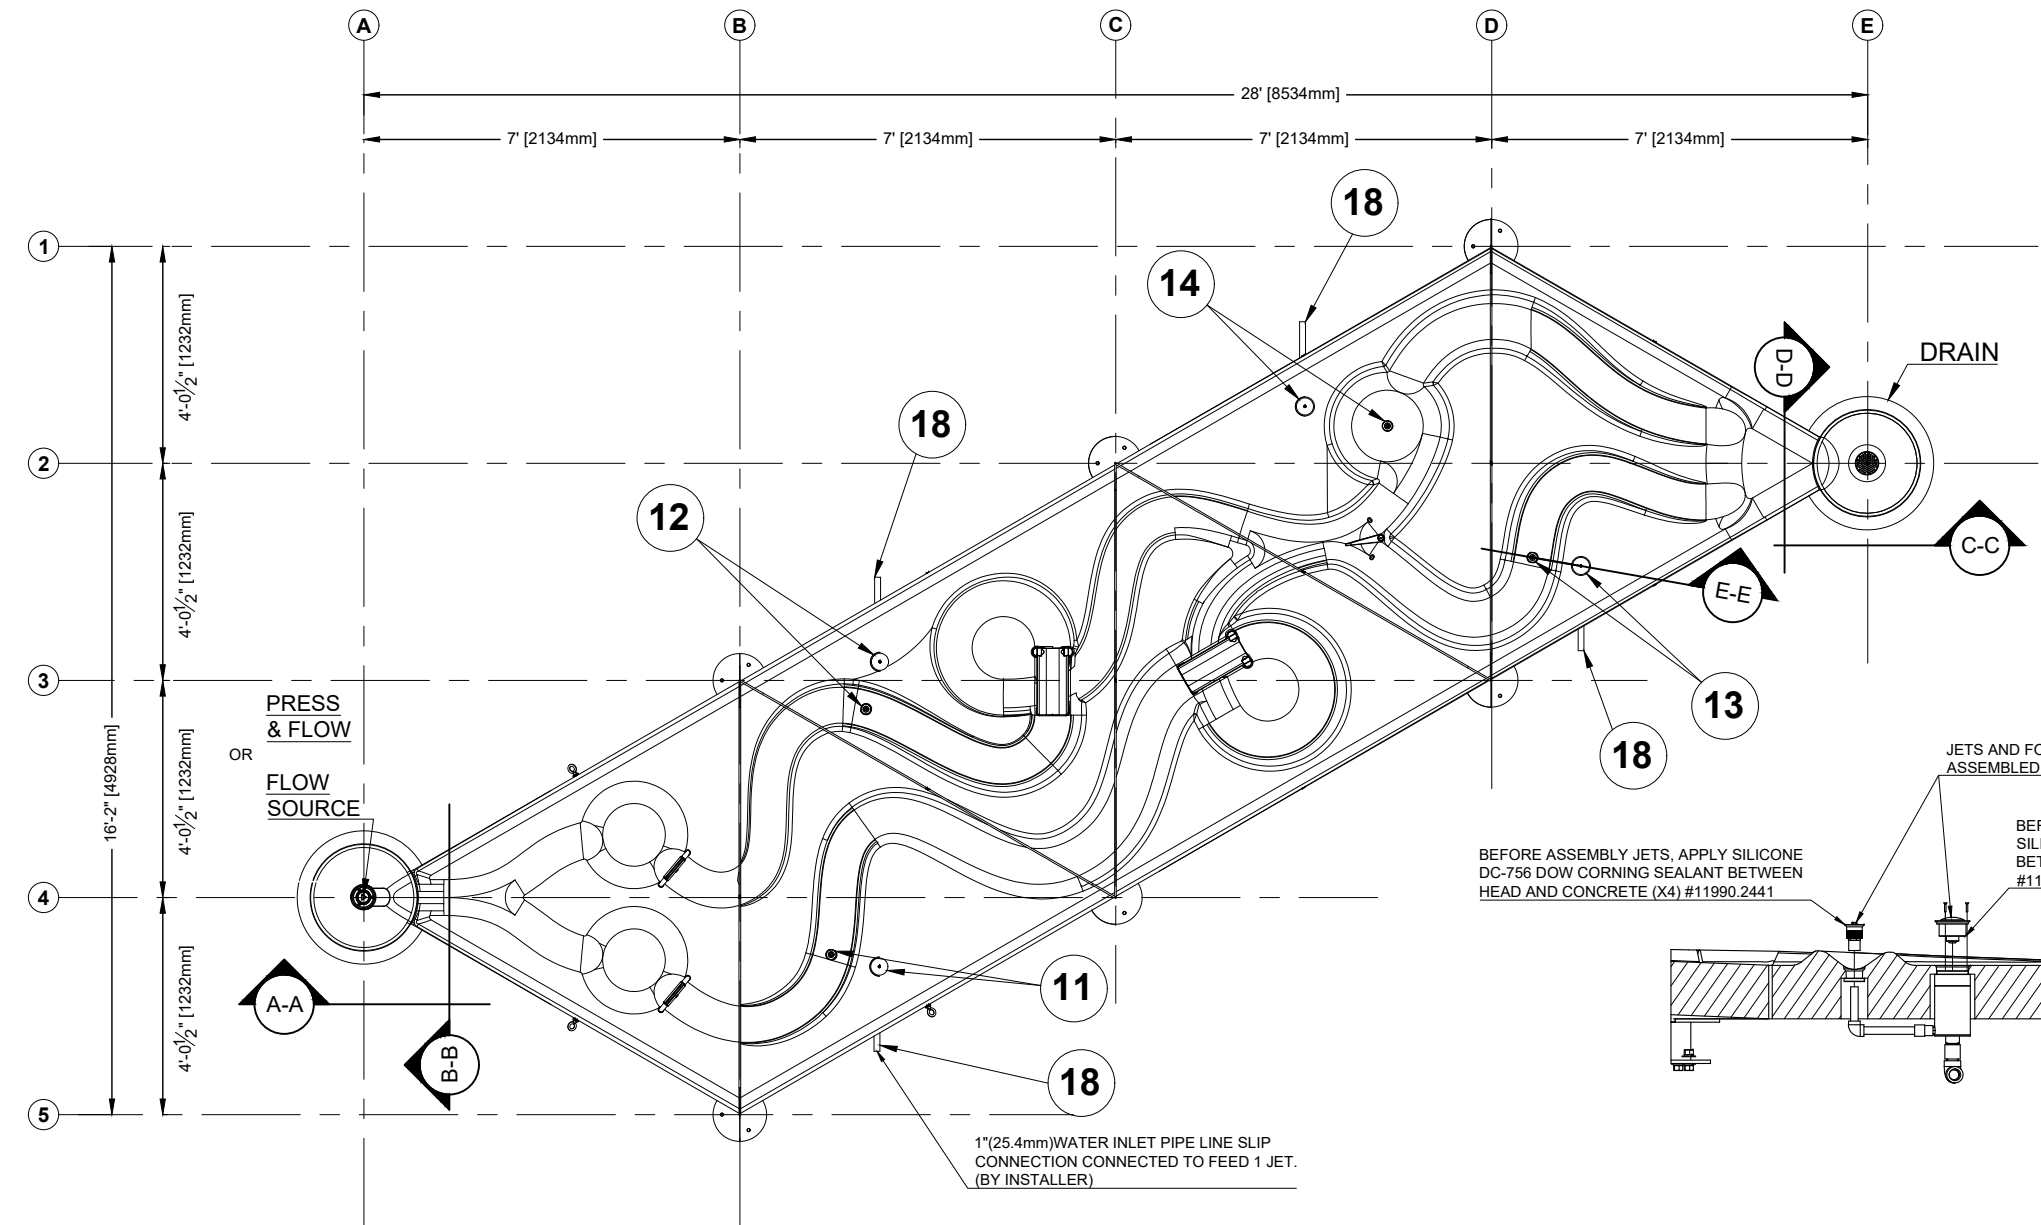 A
B
C
D
E
28' [8534mm]
7' [2134mm]
7' [2134mm]
7' [2134mm]
7' [2134mm]
1
2
3
4
5
16'-2" [4928mm]
4'-0½" [1232mm]
4'-0½" [1232mm]
4'-0½" [1232mm]
4'-0½" [1232mm]
18
14
18
12
D-D
DRAIN
C-C
E-E
13
18
PRESS
& FLOW
OR
FLOW
SOURCE
A-A
B-B
11
18
1"(25.4mm)WATER INLET PIPE LINE SLIP
CONNECTION CONNECTED TO FEED 1 JET.
(BY INSTALLER)
JETS AND
ASSEMBLED
BEFORE ASSEMBLY JETS, APPLY SILICONE
DC-756 DOW CORNING SEALANT BETWEEN
HEAD AND CONCRETE (X4) #11990.2441
#11